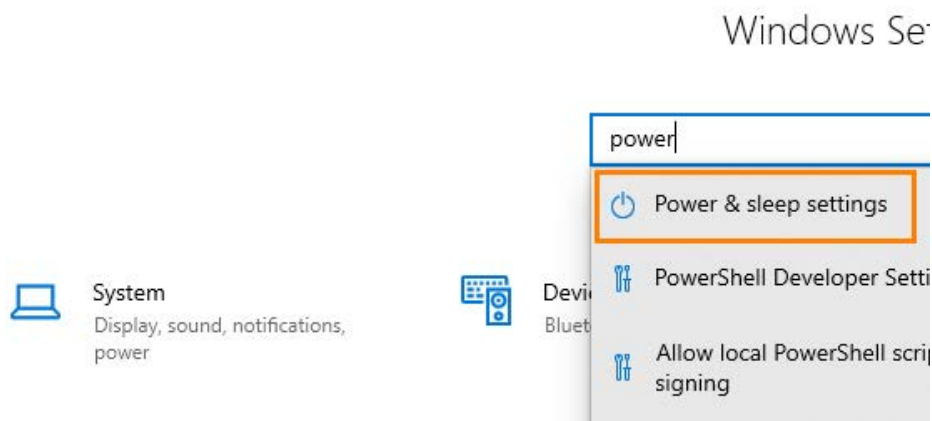 Windows Se
power
Power & sleep settings
PowerShell Developer Setti
Allow local PowerShell scrip
signing
System
Display, sound, notifications,
power
Devi
Bluet